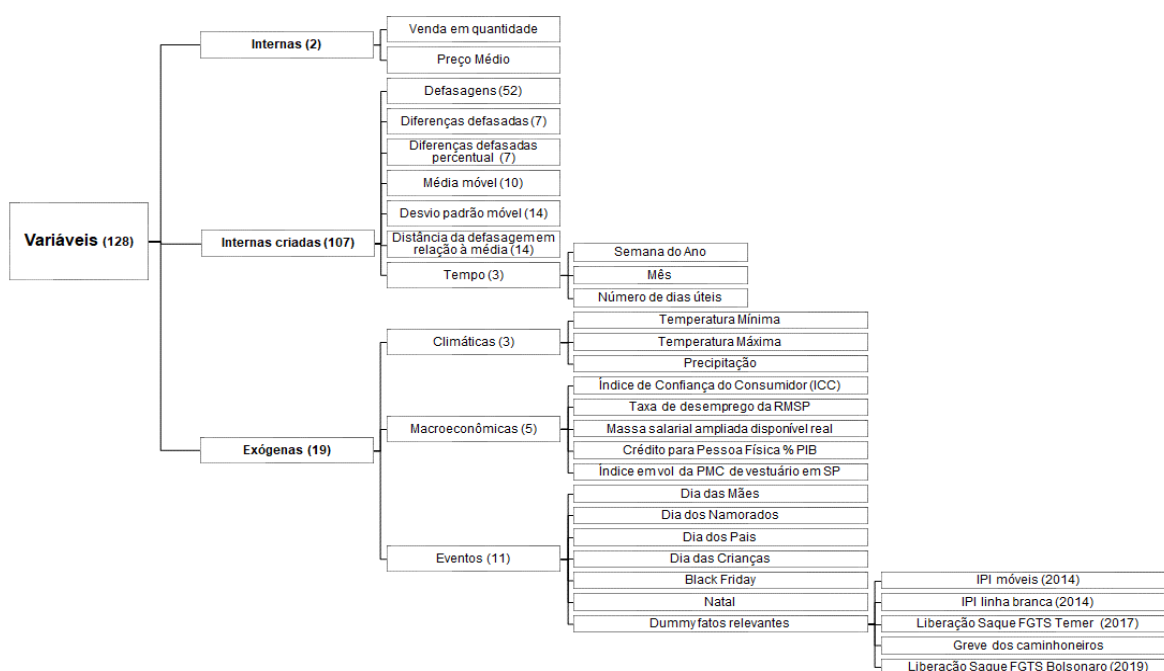 Variáveis (128)
Internas (2)
Venda em quantidade
Preço Médio
Internas criadas (107)
Defasagens (52)
Diferenças defasadas (7)
Diferenças defasadas
percentual (7)
Média móvel (10)
Desvio padrão móvel (14)
Distância da defasagem em
relação à média (14)
Tempo (3)
Semana do Ano
Mês
Número de dias úteis
Exógenas (19)
Climáticas (3)
Temperatura Mínima
Temperatura Máxima
Precipitação
Macroeconômicas (5)
Índice de Confiança do Consumidor (ICC)
Taxa de desemprego da RMSP
Massa salarial ampliada disponível real
Crédito para Pessoa Física % PIB
Índice em vol da PMC de vestuário em SP
Eventos (11)
Dia das Mães
Dia dos Namorados
Dia dos Pais
Dia das Crianças
Black Friday
Natal
Dummy fatos relevantes
IPI móveis (2014)
IPI linha branca (2014)
Liberação Saque FGTS Temer (2017)
Greve dos caminhoneiros
Liberação Saque FGTS Bolsonaro (2019)